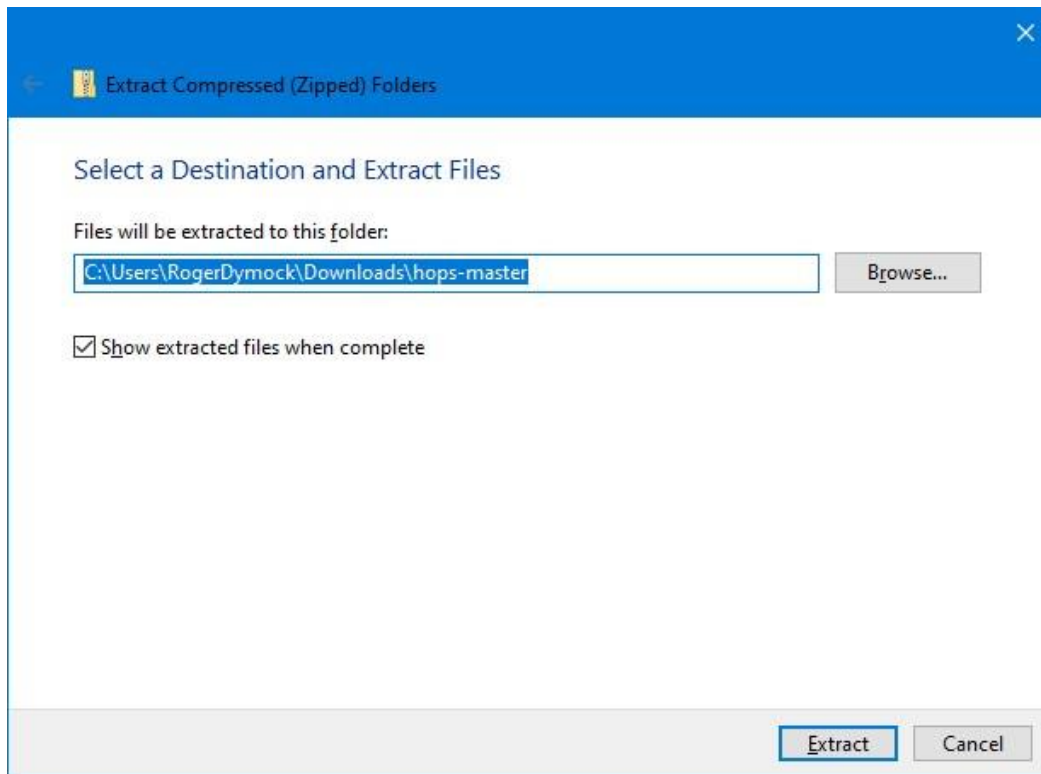 Extract Compressed (Zipped) Folders
Select a Destination and Extract Files
Files will be extracted to this folder:
C:\Users\RogerDymock\Downloads\hops-master
Browse...
Show extracted files when complete
Extract
Cancel